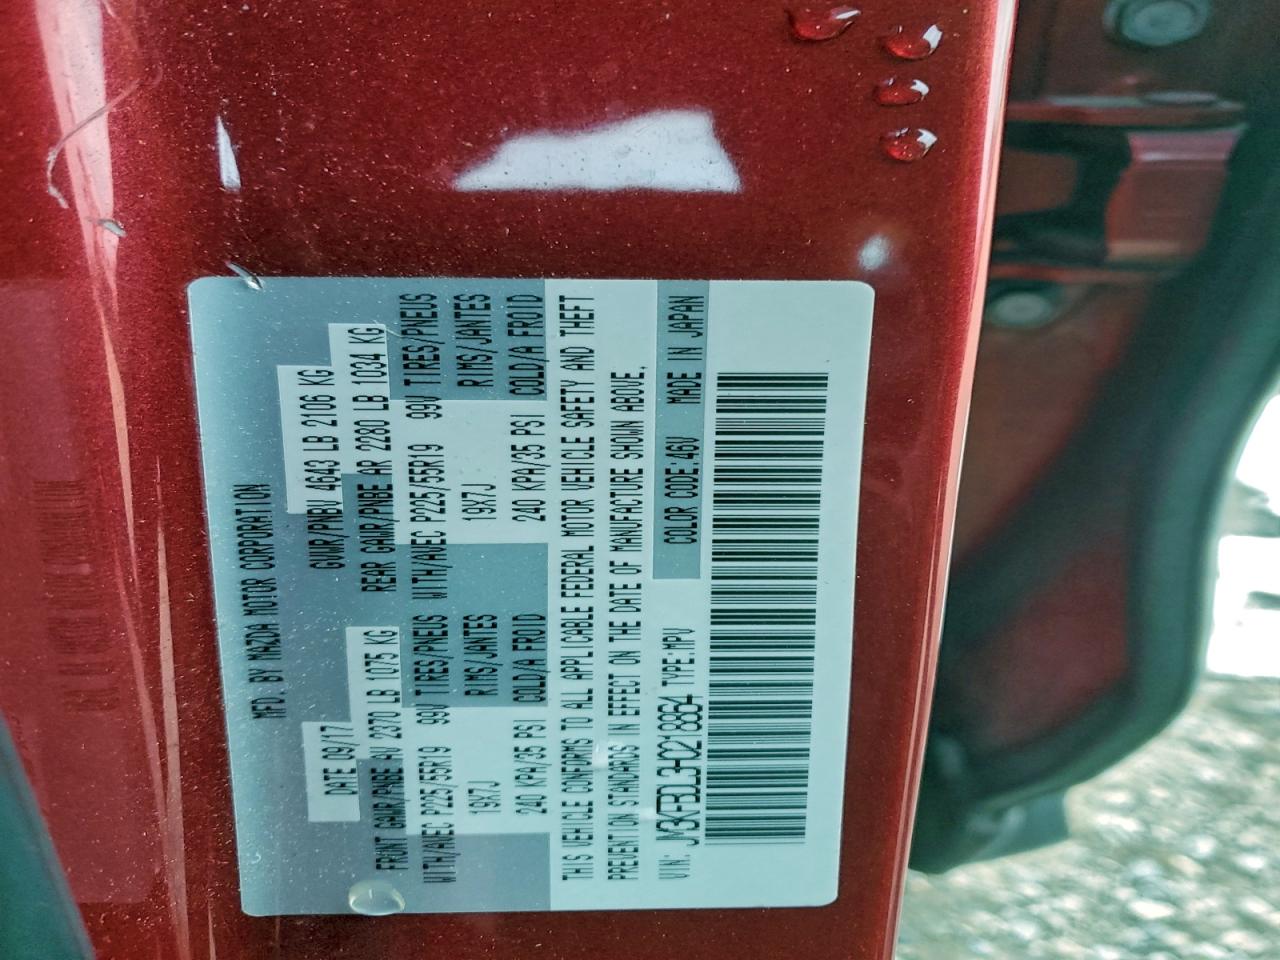 MFD. BY MAZDA MOTOR CORPORATION
DATE 09/17 GVWR/PNBV 4643 LB 2106 KG
FRONT GAWR/PNBE AV 2370 LB 1075 KG REAR GAWR/PNBE AR 2280 LB 1034 KG
WITH/AVEC P225/55R19 99V TIRES/PNEUS WITH/AVEC P225/55R19 99V TIRES/PNEUS
19X7J RIMS/JANTES 19X7J RIMS/JANTES
240 KPA/35 PSI COLD/A FROID 240 KPA/35 PSI COLD/A FROID
THIS VEHICLE CONFORMS TO ALL APPLICABLE FEDERAL MOTOR VEHICLE SAFETY AND THEFT
PREVENTION STANDARDS IN EFFECT ON THE DATE OF MANUFACTURE SHOWN ABOVE.
VIN: JM3KFBDL3H0218864 TYPE:MPV COLOR CODE:46V MADE IN JAPAN